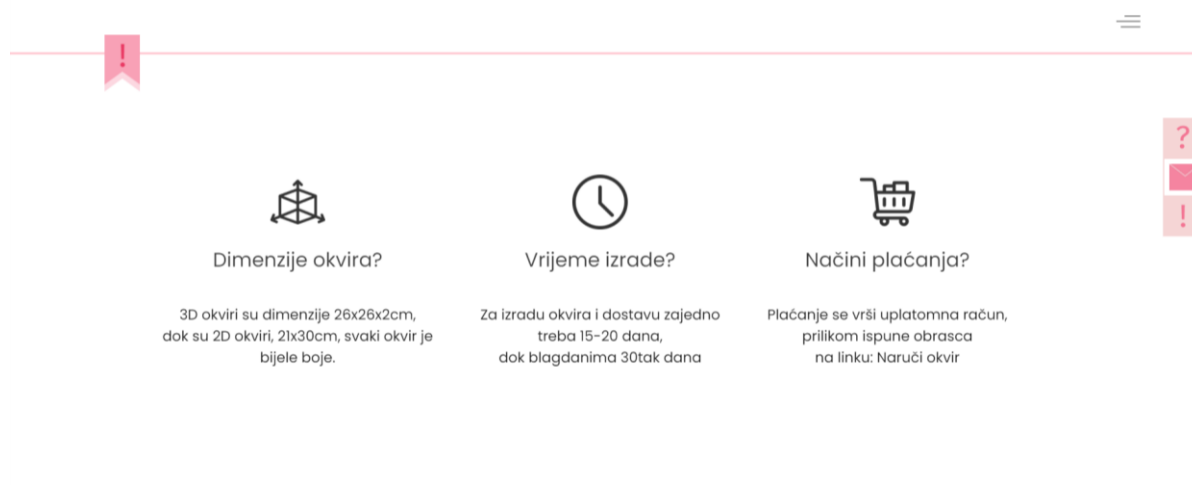 !
?
!
Dimenzije okvira?
3D okviri su dimenzije 26x26x2cm,
dok su 2D okviri, 21x30cm, svaki okvir je
bijele boje.
Vrijeme izrade?
Za izradu okvira i dostavu zajedno
treba 15-20 dana,
dok blagdanima 30tak dana
Načini plaćanja?
Plaćanje se vrši uplatomna račun,
prilikom ispune obrasca
na linku: Naruči okvir